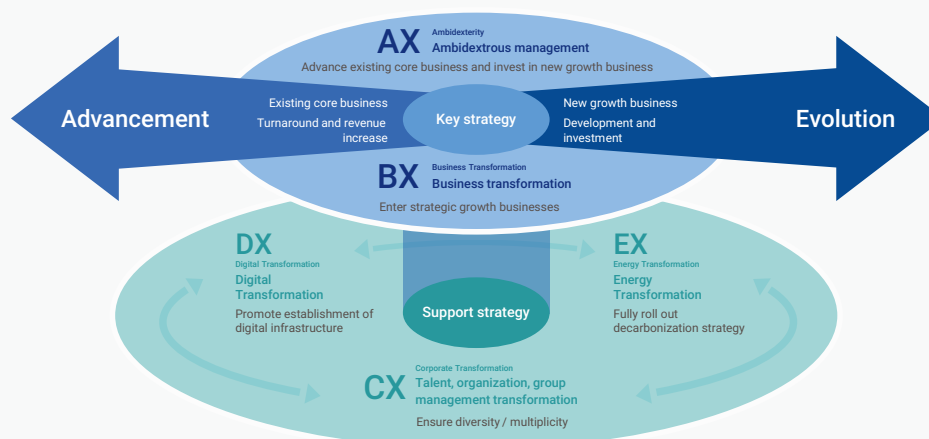 AX
Ambidexterity
Ambidextrous management
Advance existing core business and invest in new growth business
Advancement
Existing core business
Turnaround and revenue
increase
Key strategy
New growth business
Development and
investment
Evolution
BX
Business Transformation
Business transformation
Enter strategic growth businesses
DX
Digital Transformation
Digital
Transformation
Promote establishment of
digital infrastructure
EX
Energy Transformation
Energy
Transformation
Fully roll out
decarbonization strategy
Support strategy
CX
Corporate Transformation
Talent, organization, group
management transformation
Ensure diversity / multiplicity